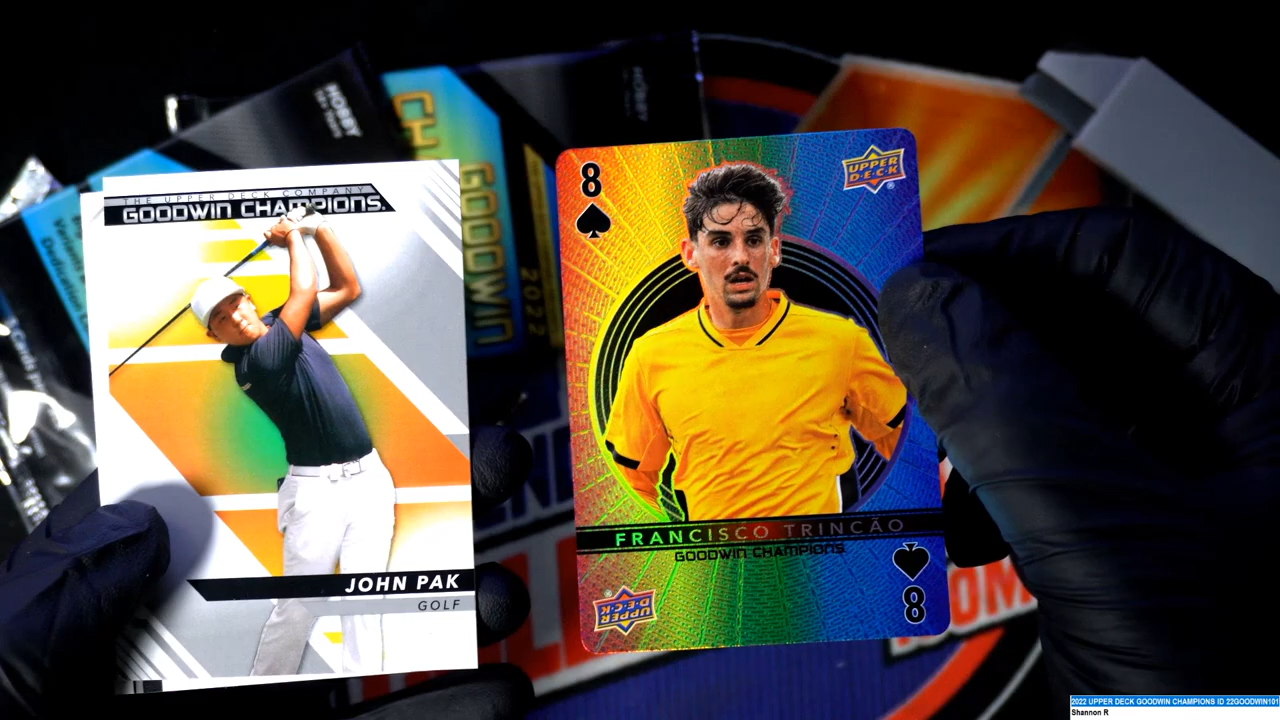 HOBBY
GOODWIN
2022
THE UPPER DECK COMPANY
GOODWIN CHAMPIONS.
JOHN PAK
GOLF
8
UPPER
DECK
FRANCISCO TRINCÃO
GOODWIN CHAMPIONS
UPPER
DECK
8
2022 UPPER DECK GOODWIN CHAMPIONS ID 22GOODWIN101
Shannon R